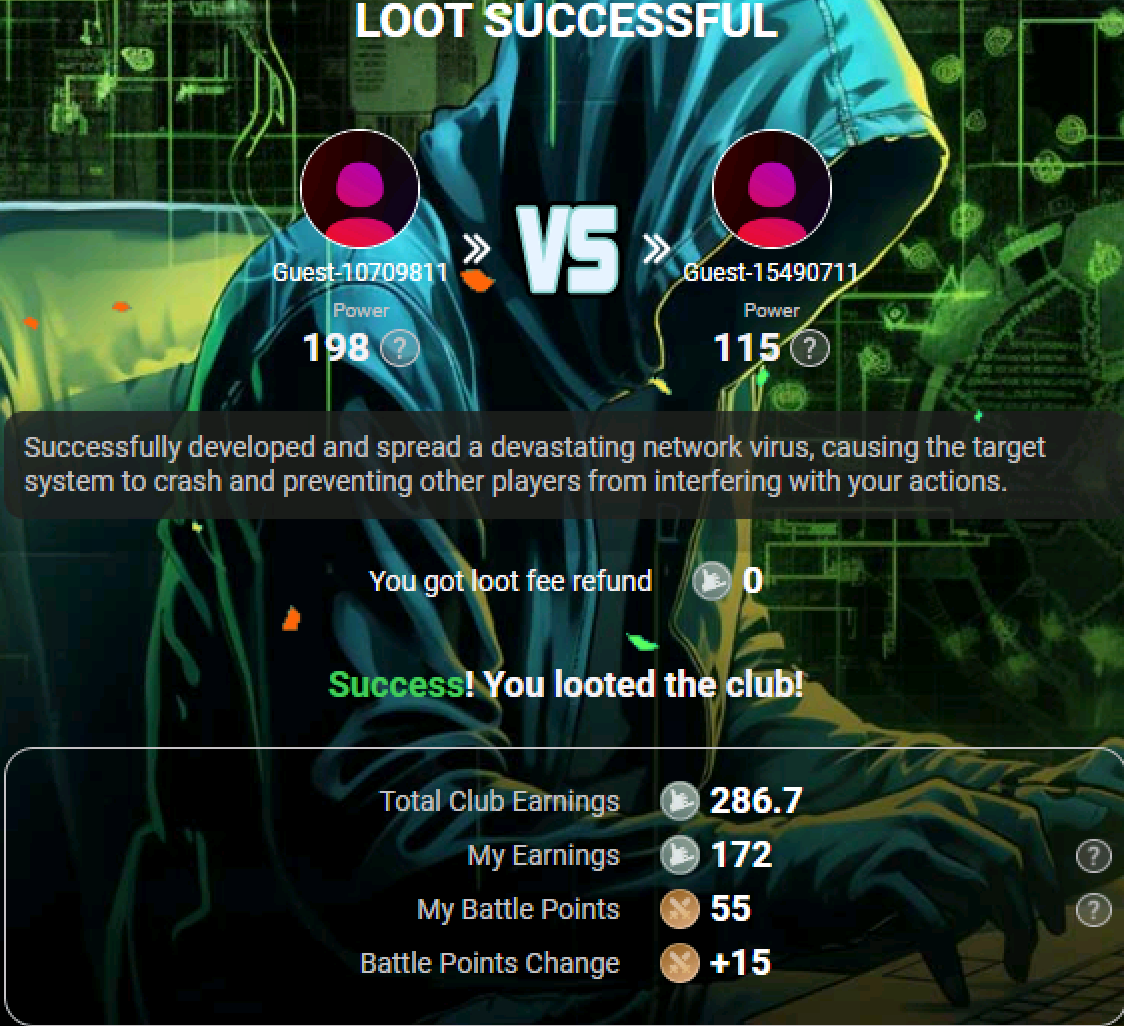 LOOT SUCCESSFUL
VS
Guest-10709811
Guest-15490711
Power
Power
198 ?
115 ?
Successfully developed and spread a devastating network virus, causing the target
system to crash and preventing other players from interfering with your actions.
You got loot fee refund 0
Success! You looted the club!
Total Club Earnings 286.7
My Earnings 172 ?
My Battle Points 55 ?
Battle Points Change +15